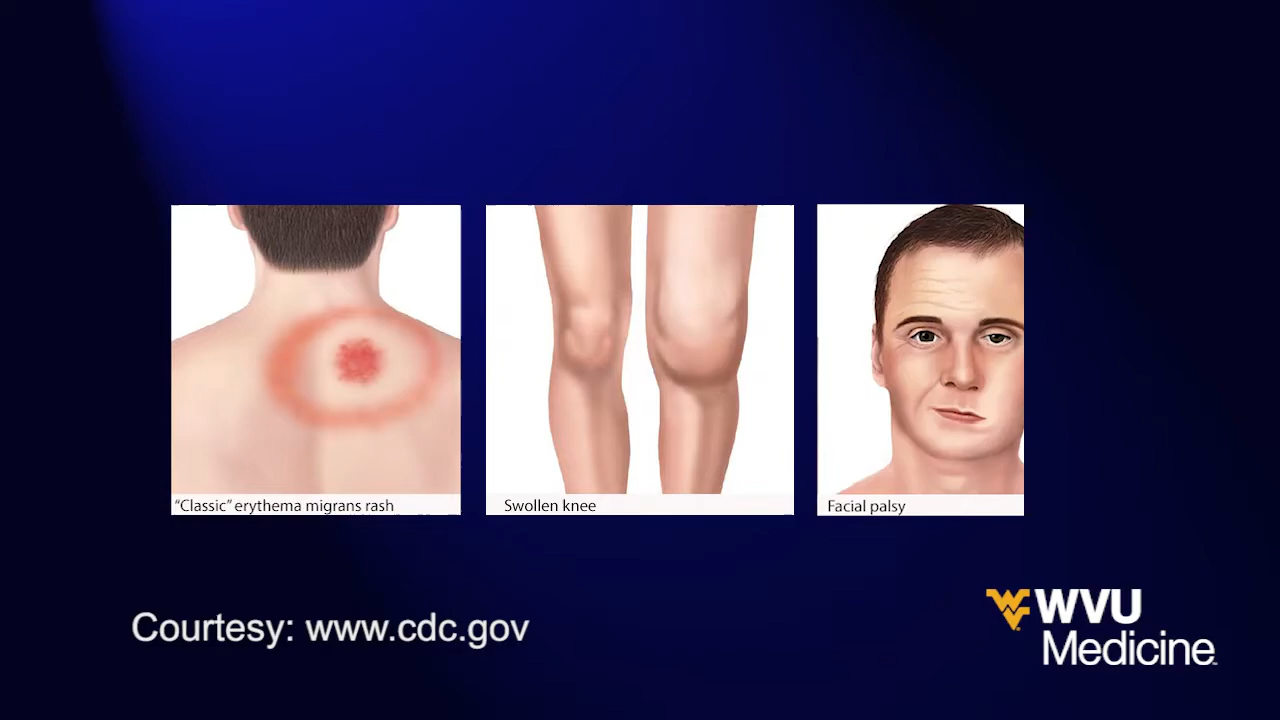 "Classic" erythema migrans rash
Swollen knee
Facial palsy
Courtesy: www.cdc.gov
WVU
Medicine